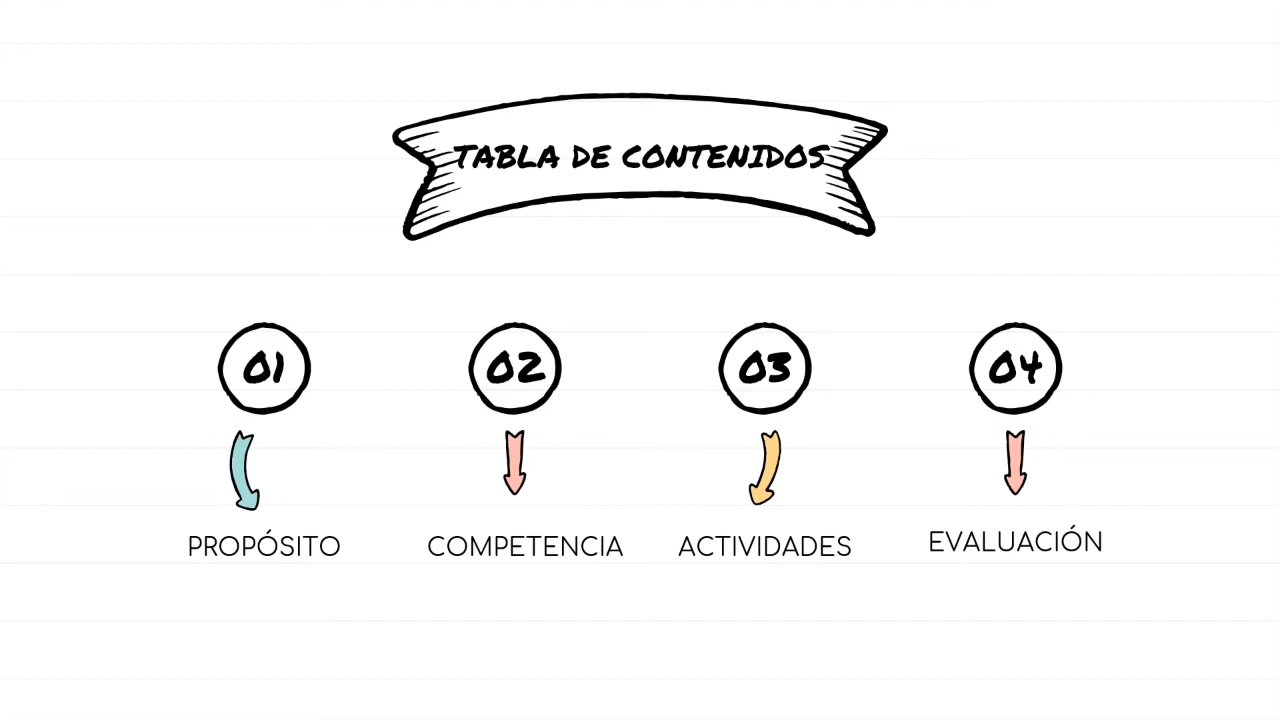 TABLA DE CONTENIDOS
01
02
03
04
PROPÓSITO
COMPETENCIA
ACTIVIDADES
EVALUACIÓN